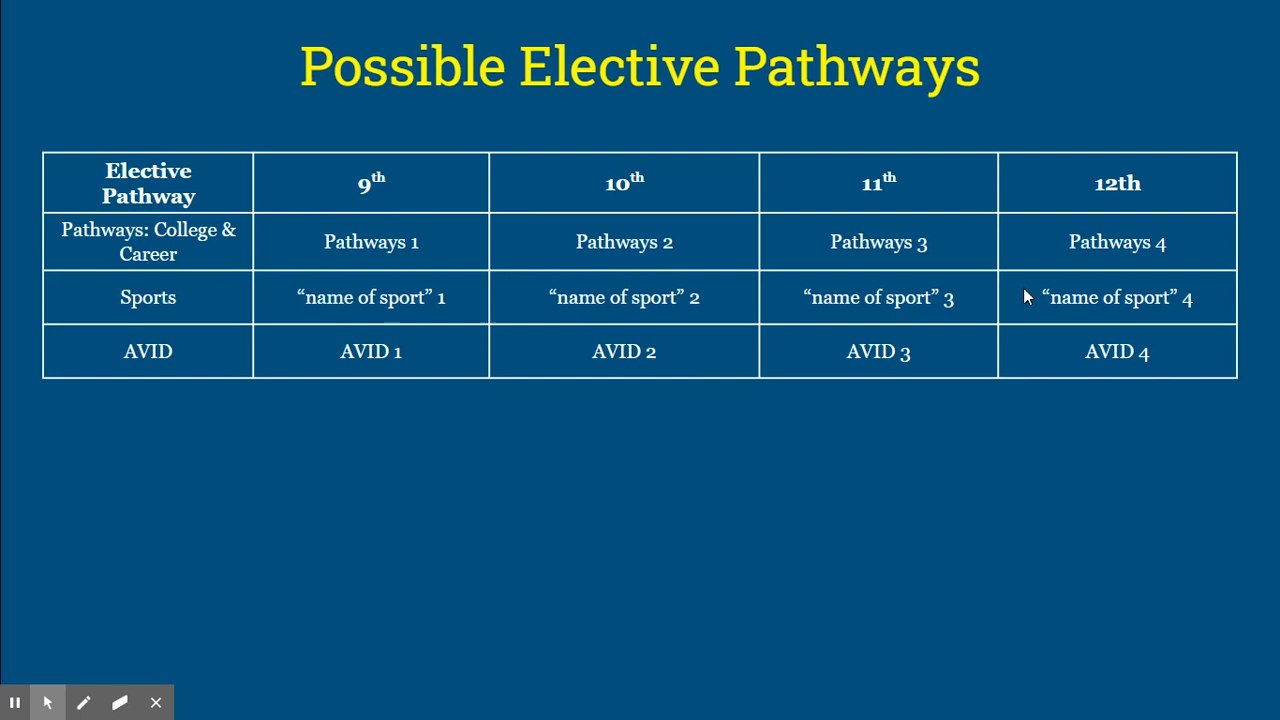 Possible Elective Pathways
Elective
Pathway
9th
10th
11th
12th
Pathways: College &
Career
Pathways 1
Pathways 2
Pathways 3
Pathways 4
Sports
“name of sport” 1
“name of sport” 2
“name of sport” 3
“name of sport” 4
AVID
AVID 1
AVID 2
AVID 3
AVID 4